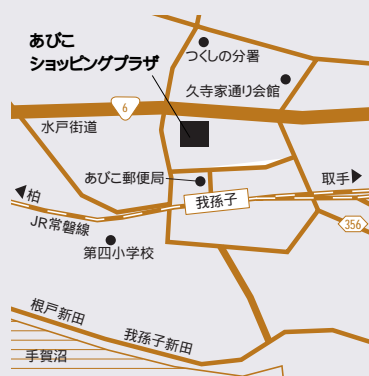 あびこ
ショッピングプラザ
つくしの分署
久寺家通り会館
6
水戸街道
あびこ郵便局
取手
柏
我孫子
JR常磐線
356
第四小学校
根戸新田
我孫子新田
手賀沼